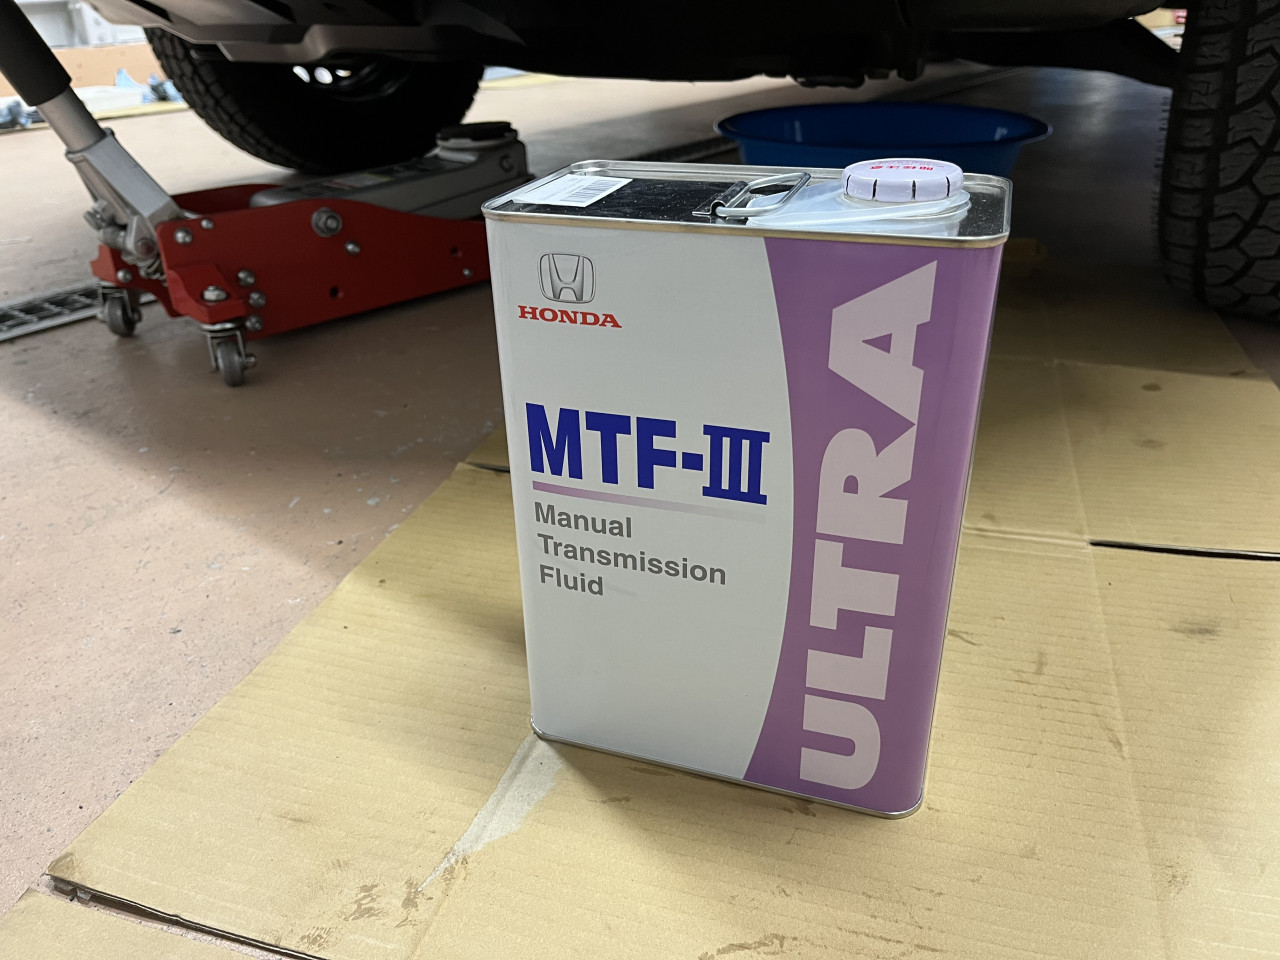 HONDA
MTF-III
Manual
Transmission
Fluid
ULTRA